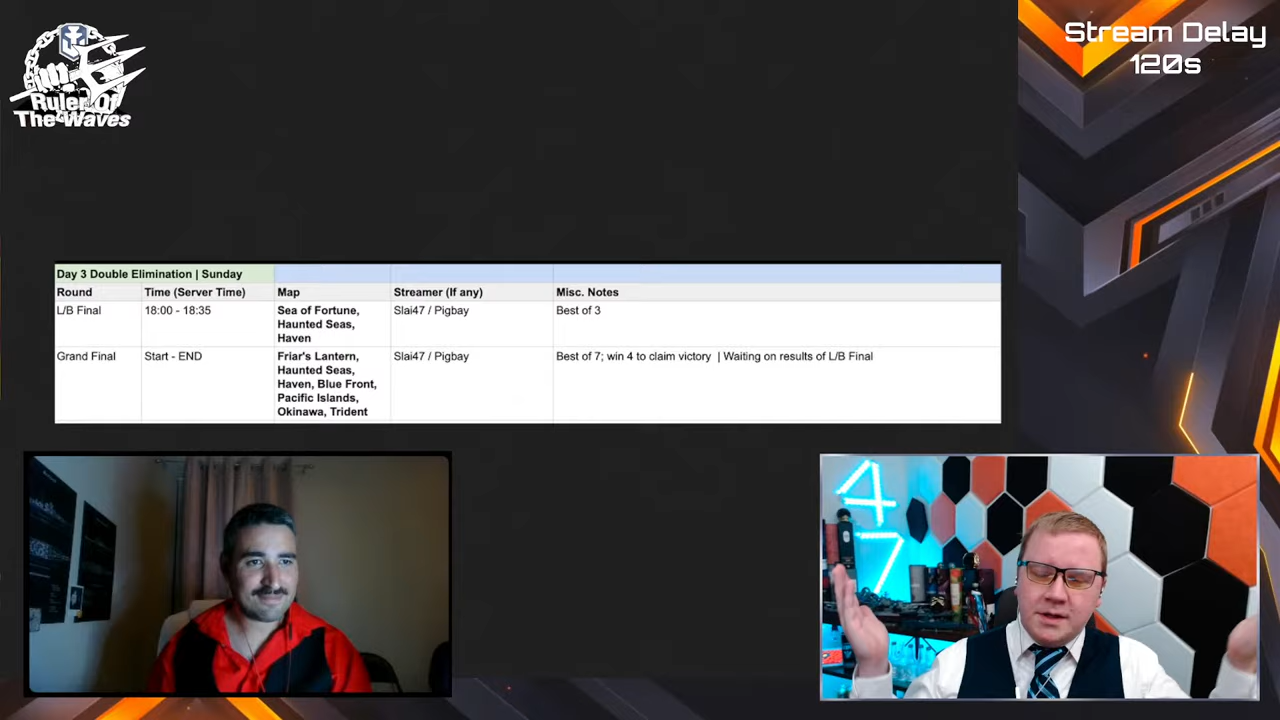 Ruler Of
The Waves
Stream Delay
120s
Day 3 Double Elimination | Sunday
Round Time (Server Time) Map Streamer (If any) Misc. Notes
L/B Final 18:00 - 18:35 Sea of Fortune, Slai47 / Pigbay Best of 3
Haunted Seas,
Haven
Grand Final Start - END Friar's Lantern, Slai47 / Pigbay Best of 7; win 4 to claim victory | Waiting on results of L/B Final
Haunted Seas,
Haven, Blue Front,
Pacific Islands,
Okinawa, Trident
4
7